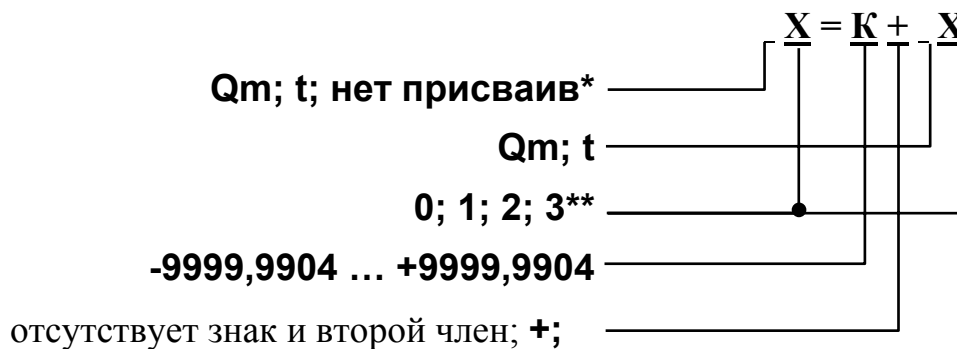 X = К + X
Qm; t; нет присваив*
Qm; t
0; 1; 2; 3**
-9999,9904 … +9999,9904
отсутствует знак и второй член; +;